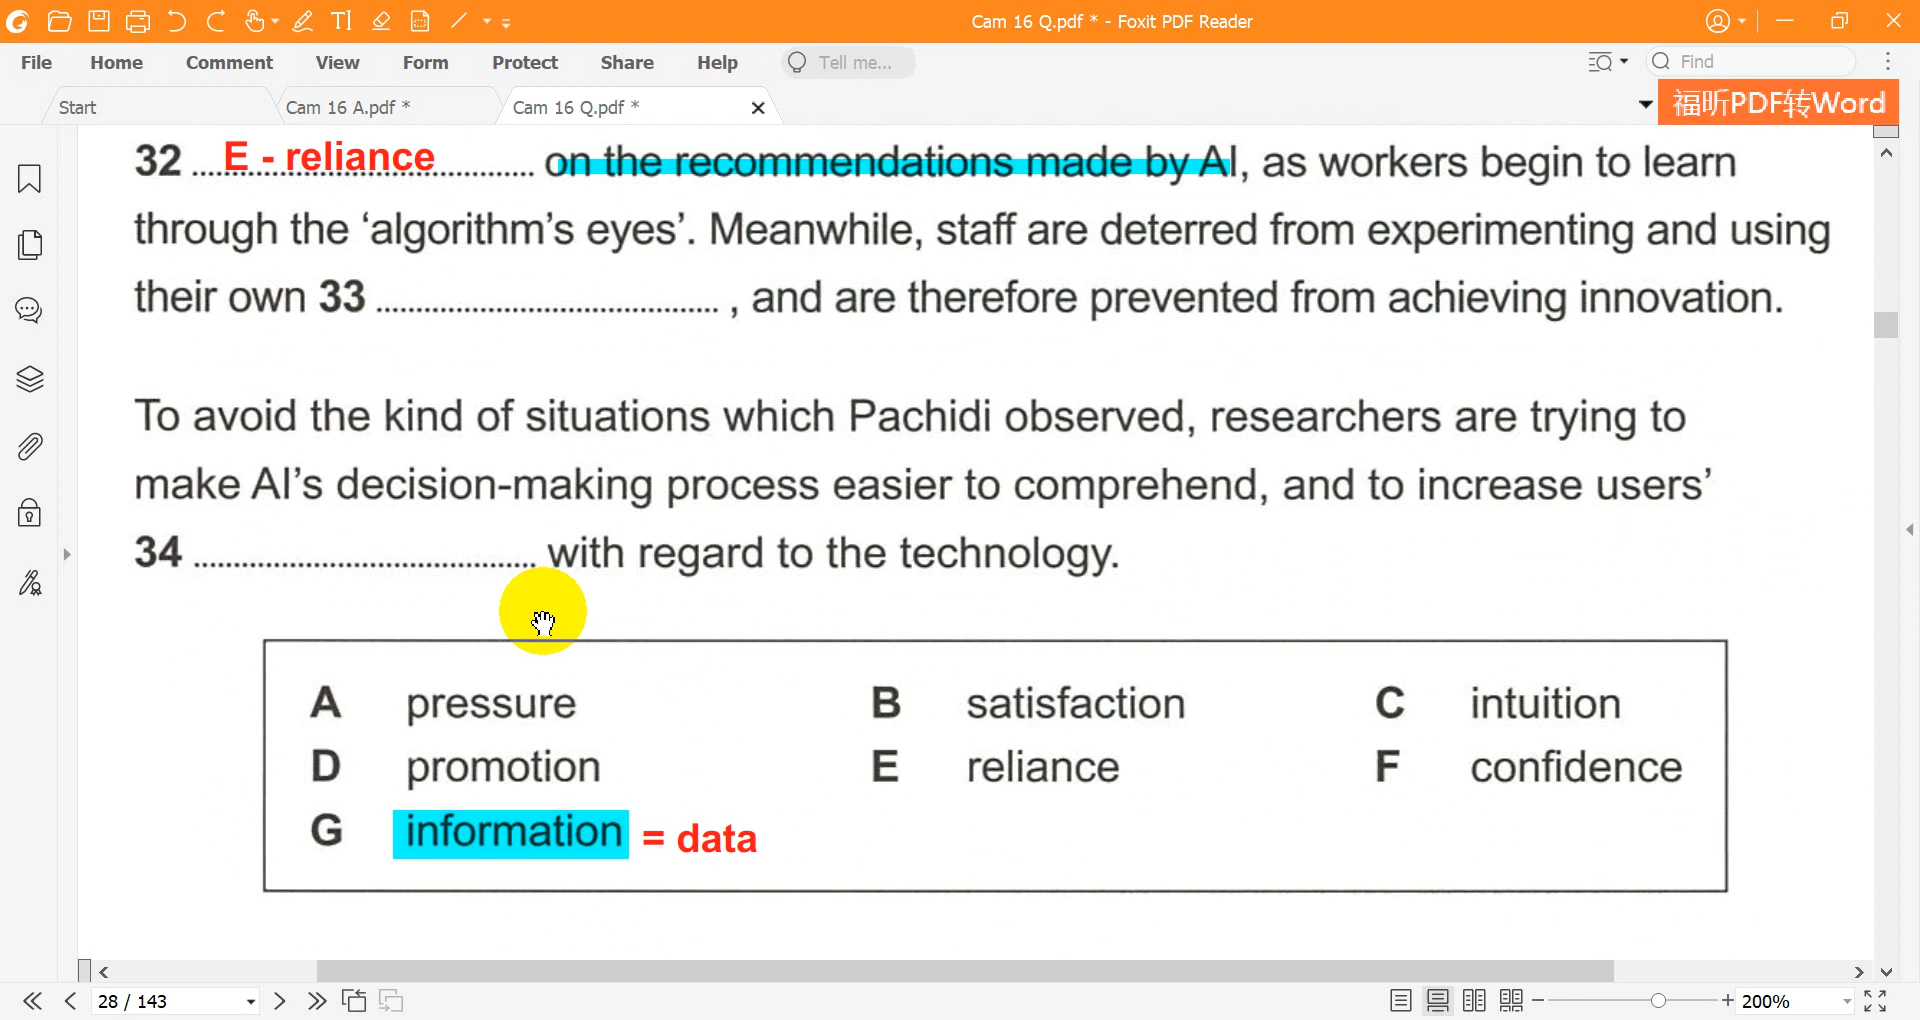 Cam 16 Q.pdf * - Foxit PDF Reader
File Home Comment View Form Protect Share Help Tell me... Find
Start Cam 16 A.pdf * Cam 16 Q.pdf * 福昕PDF转Word
32 E - reliance on the recommendations made by AI, as workers begin to learn
through the ‘algorithm’s eyes’. Meanwhile, staff are deterred from experimenting and using
their own 33 ..................................... , and are therefore prevented from achieving innovation.
To avoid the kind of situations which Pachidi observed, researchers are trying to
make AI’s decision-making process easier to comprehend, and to increase users’
34 ..................................... with regard to the technology.
A pressure B satisfaction C intuition
D promotion E reliance F confidence
G information = data
28 / 143 200%